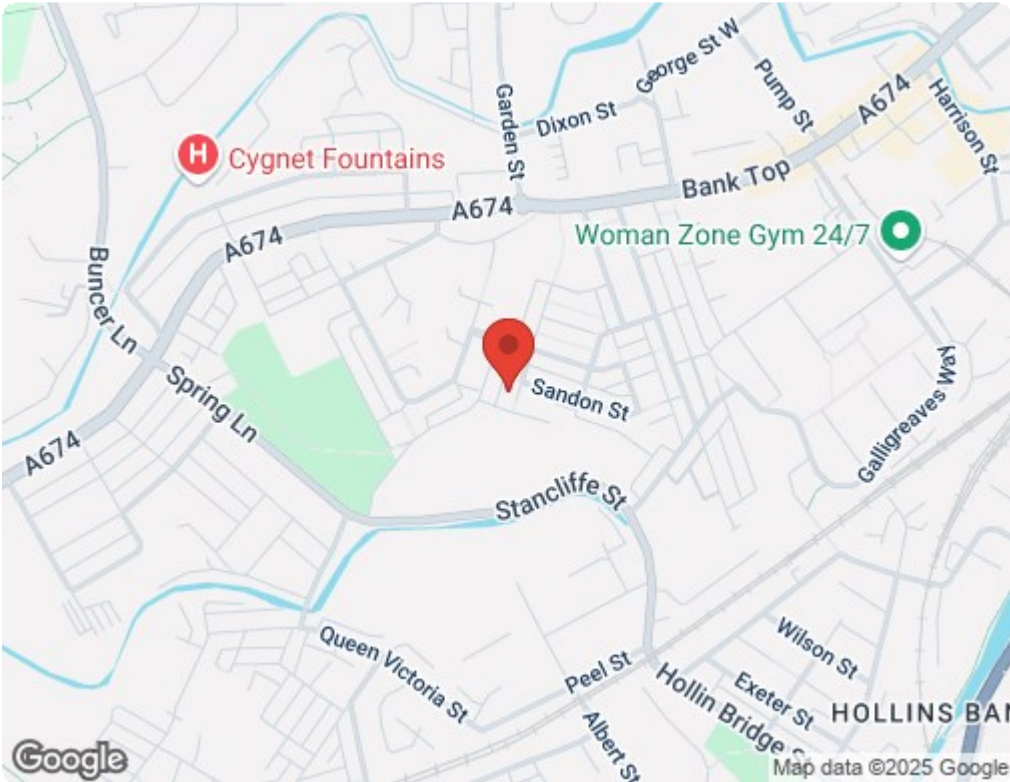 George St W
Pump St
A674
Harrison St
Garden St
Dixon St
Cygnet Fountains
H
Bank Top
A674
A674
Woman Zone Gym 24/7
Buncer Ln
Spring Ln
Sandon St
Galligreaves Way
A674
Stancliffe St
Queen Victoria St
Peel St
Wilson St
Exeter St
Hollin Bridge S
HOLLINS BAN
Albert St
Google
Map data ©2025 Google